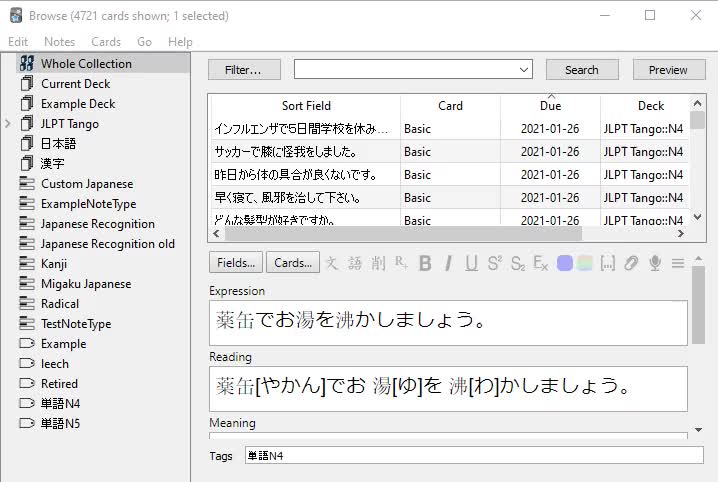 Browse (4721 cards shown; 1 selected)
Edit Notes Cards Go Help
Whole Collection
Current Deck
Example Deck
JLPT Tango
日本語
漢字
Custom Japanese
ExampleNoteType
Japanese Recognition
Japanese Recognition old
Kanji
Migaku Japanese
Radical
TestNoteType
Example
leech
Retired
単語N4
単語N5
Filter... Search Preview
Sort Field Card Due Deck
インフルエンザで5日間学校を休み... Basic 2021-01-26 JLPT Tango::N4
サッカーで膝に怪我をしました。 Basic 2021-01-26 JLPT Tango::N4
昨日から体の具合が良くないです。 Basic 2021-01-26 JLPT Tango::N4
早く寝て、風邪を治して下さい。 Basic 2021-01-26 JLPT Tango::N4
どんな髪型が好きですか。 Basic 2021-01-26 JLPT Tango::N4
Fields... Cards... 文 語 削 R+ B I U S² S₂ Ex [...]
Expression
薬缶でお湯を沸かしましょう。
Reading
薬缶[やかん]でお 湯[ゆ]を 沸[わ]かしましょう。
Meaning
Tags 単語N4